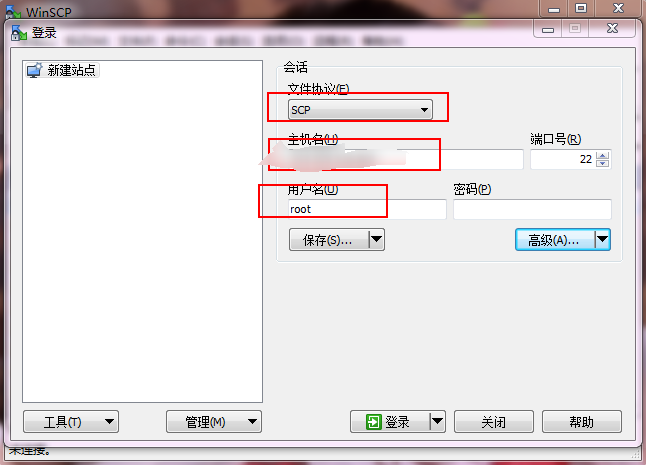 WinSCP
登录
新建站点
会话
文件协议(F)
SCP
主机名(H)
端口号(R)
22
用户名(U)
密码(P)
root
保存(S)...
高级(A)...
工具(T)
管理(M)
登录
关闭
帮助
未连接。